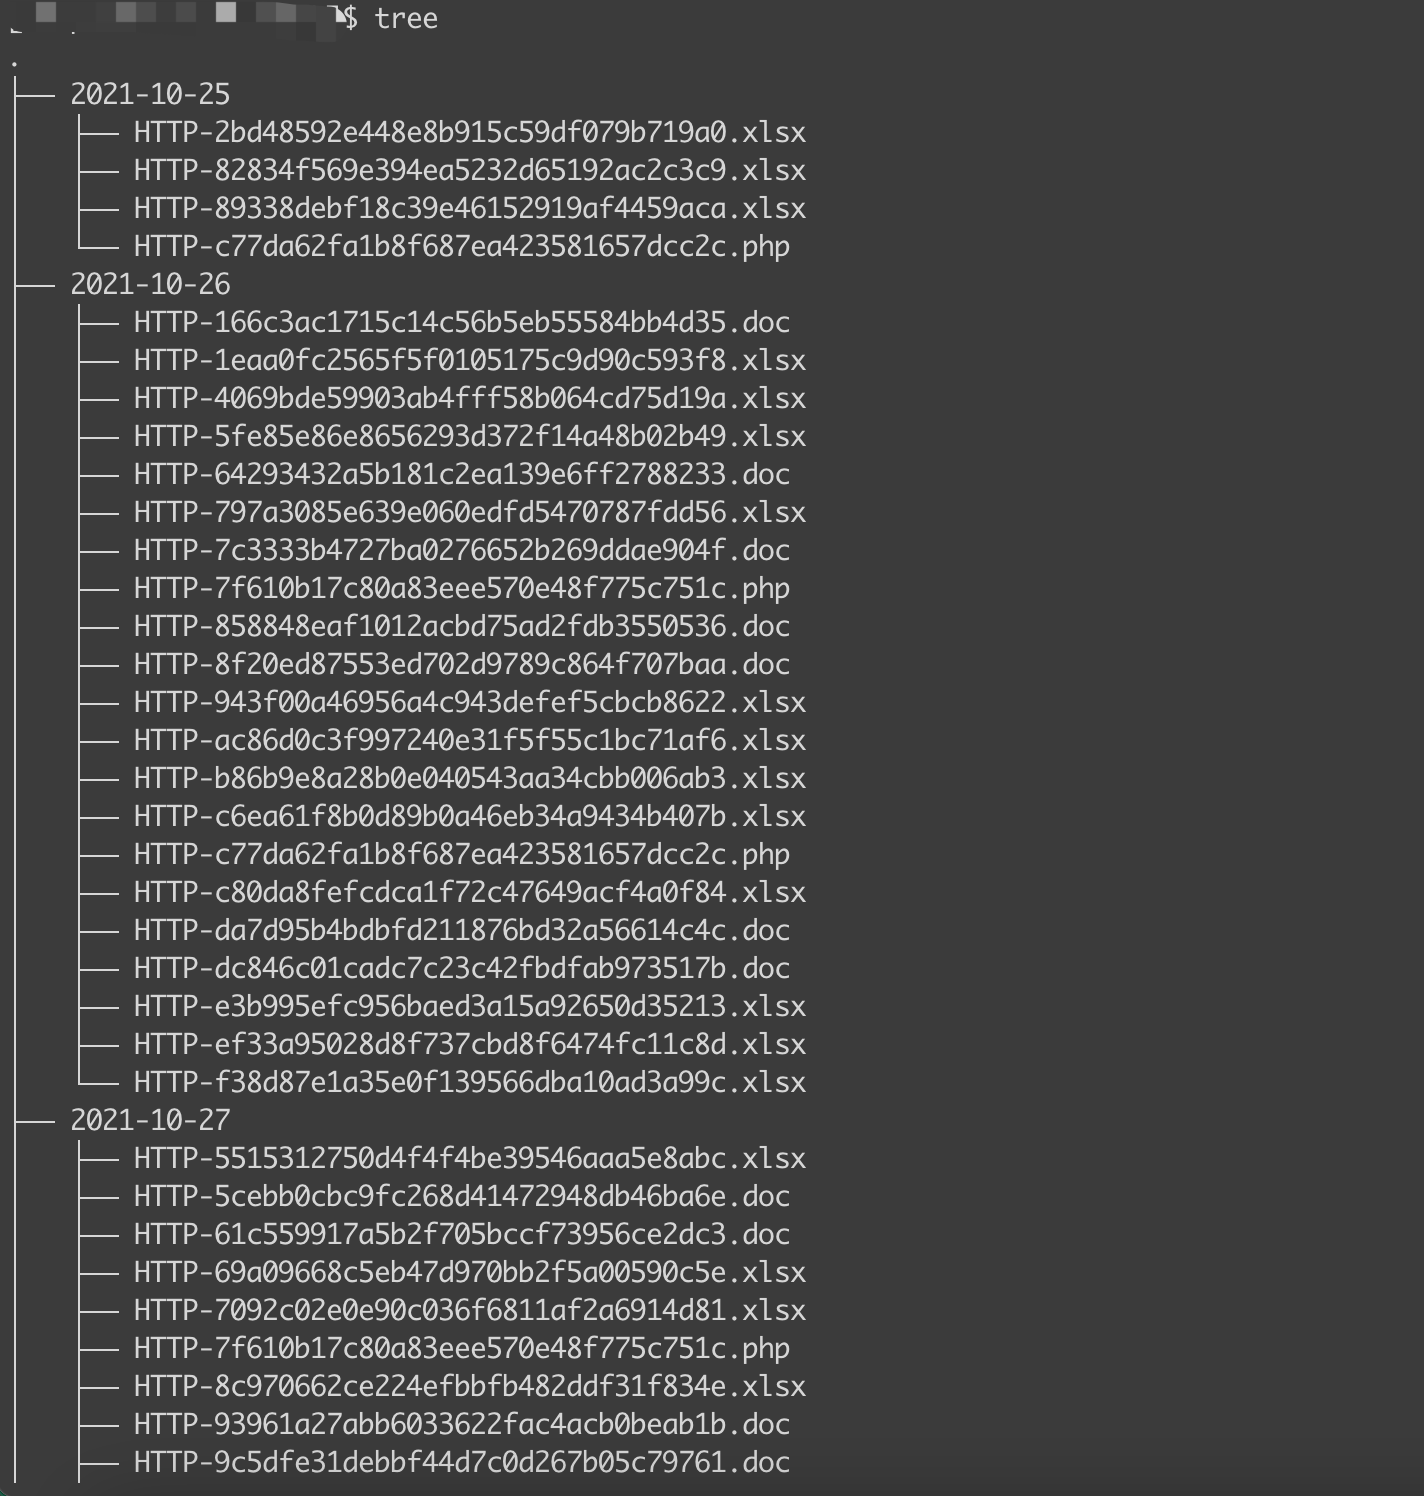 $ tree
.
├── 2021-10-25
│   ├── HTTP-2bd48592e448e8b915c59df079b719a0.xlsx
│   ├── HTTP-82834f569e394ea5232d65192ac2c3c9.xlsx
│   ├── HTTP-89338debf18c39e46152919af4459aca.xlsx
│   └── HTTP-c77da62fa1b8f687ea423581657dcc2c.php
├── 2021-10-26
│   ├── HTTP-166c3ac1715c14c56b5eb55584bb4d35.doc
│   ├── HTTP-1eaa0fc2565f5f0105175c9d90c593f8.xlsx
│   ├── HTTP-4069bde59903ab4fff58b064cd75d19a.xlsx
│   ├── HTTP-5fe85e86e8656293d372f14a48b02b49.xlsx
│   ├── HTTP-64293432a5b181c2ea139e6ff2788233.doc
│   ├── HTTP-797a3085e639e060edfd5470787fdd56.xlsx
│   ├── HTTP-7c3333b4727ba0276652b269ddae904f.doc
│   ├── HTTP-7f610b17c80a83eee570e48f775c751c.php
│   ├── HTTP-858848eaf1012acbd75ad2fdb3550536.doc
│   ├── HTTP-8f20ed87553ed702d9789c864f707baa.doc
│   ├── HTTP-943f00a46956a4c943defef5cbcb8622.xlsx
│   ├── HTTP-ac86d0c3f997240e31f5f55c1bc71af6.xlsx
│   ├── HTTP-b86b9e8a28b0e040543aa34cbb006ab3.xlsx
│   ├── HTTP-c6ea61f8b0d89b0a46eb34a9434b407b.xlsx
│   ├── HTTP-c77da62fa1b8f687ea423581657dcc2c.php
│   ├── HTTP-c80da8fefcdca1f72c47649acf4a0f84.xlsx
│   ├── HTTP-da7d95b4bdbfd211876bd32a56614c4c.doc
│   ├── HTTP-dc846c01cadc7c23c42fbdfab973517b.doc
│   ├── HTTP-e3b995efc956baed3a15a92650d35213.xlsx
│   ├── HTTP-ef33a95028d8f737cbd8f6474fc11c8d.xlsx
│   └── HTTP-f38d87e1a35e0f139566dba10ad3a99c.xlsx
├── 2021-10-27
│   ├── HTTP-5515312750d4f4f4be39546aaa5e8abc.xlsx
│   ├── HTTP-5cebb0cbc9fc268d41472948db46ba6e.doc
│   ├── HTTP-61c559917a5b2f705bccf73956ce2dc3.doc
│   ├── HTTP-69a09668c5eb47d970bb2f5a00590c5e.xlsx
│   ├── HTTP-7092c02e0e90c036f6811af2a6914d81.xlsx
│   ├── HTTP-7f610b17c80a83eee570e48f775c751c.php
│   ├── HTTP-8c970662ce224efbbfb482ddf31f834e.xlsx
│   ├── HTTP-93961a27abb6033622fac4acb0beab1b.doc
│   ├── HTTP-9c5dfe31debbf44d7c0d267b05c79761.doc